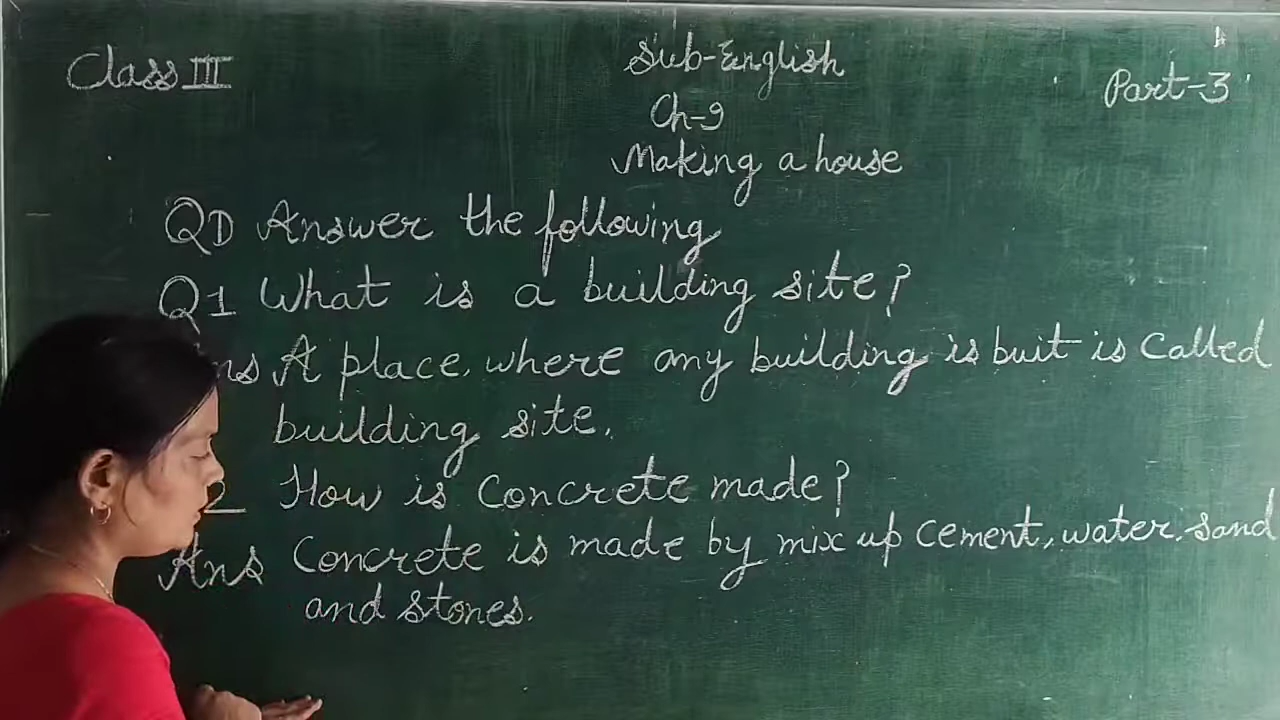 Class III
Sub-English
Part-3
Ch-9
Making a house
QD Answer the following
Q1 What is a building site?
Ans A place, where any building is buit is called
building site.
2 How is Concrete made?
Ans Concrete is made by mix up cement, water, sand
and stones.